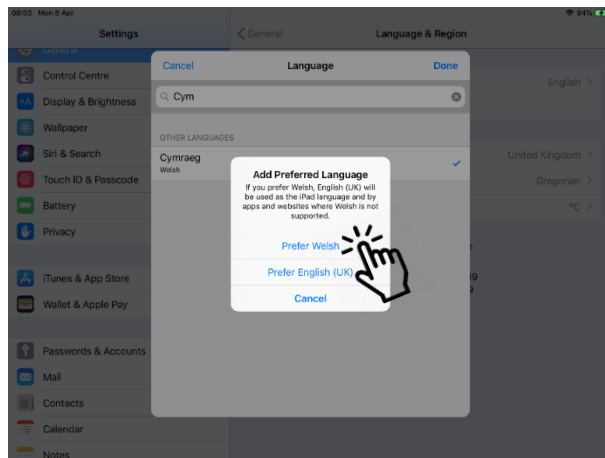 08:03 Mon 8 Apr
94%
Settings
General
Language & Region
General
Control Centre
Display & Brightness
Wallpaper
Siri & Search
Touch ID & Passcode
Battery
Privacy
iTunes & App Store
Wallet & Apple Pay
Passwords & Accounts
Mail
Contacts
Calendar
Notes
English
United Kingdom
Gregorian
°C
Cancel
Language
Done
Cym
OTHER LANGUAGES
Cymraeg
Welsh
Add Preferred Language
If you prefer Welsh, English (UK) will
be used as the iPad language and by
apps and websites where Welsh is not
supported.
Prefer Welsh
Prefer English (UK)
Cancel